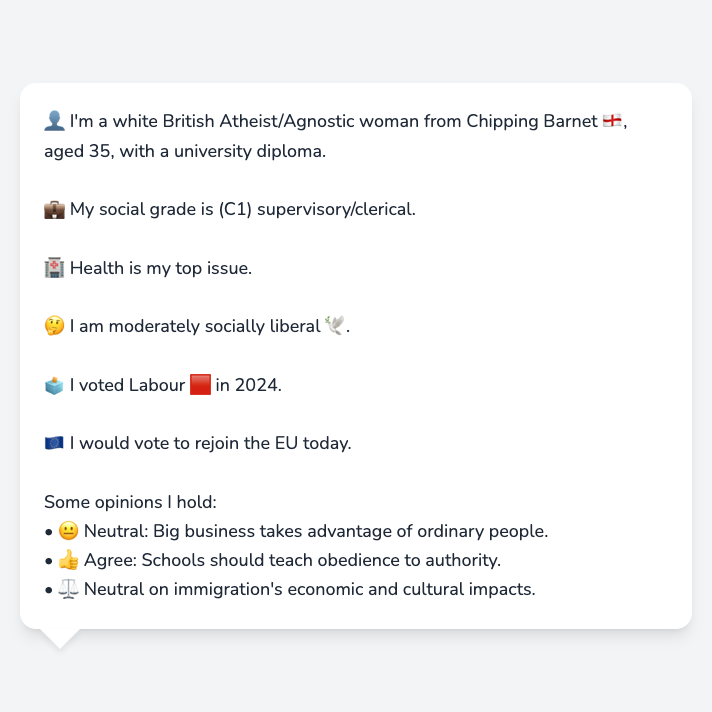 👤 I'm a white British Atheist/Agnostic woman from Chipping Barnet 🏴󠁧󠁢󠁥󠁮󠁧󠁿,
aged 35, with a university diploma.
💼 My social grade is (C1) supervisory/clerical.
🏥 Health is my top issue.
🤔 I am moderately socially liberal 🕊️.
🗳️ I voted Labour 🟥 in 2024.
🇪🇺 I would vote to rejoin the EU today.
Some opinions I hold:
• 😐 Neutral: Big business takes advantage of ordinary people.
• 👍 Agree: Schools should teach obedience to authority.
• ⚖️ Neutral on immigration's economic and cultural impacts.